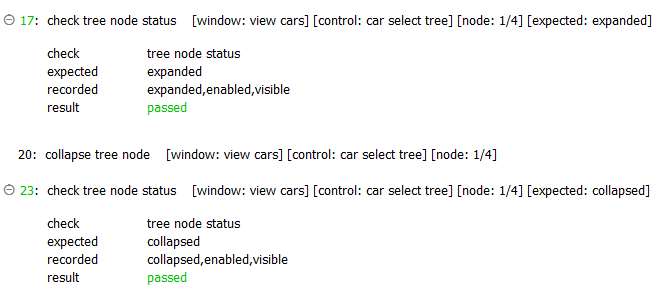 17: check tree node status [window: view cars] [control: car select tree] [node: 1/4] [expected: expanded]
check tree node status
expected expanded
recorded expanded,enabled,visible
result passed
20: collapse tree node [window: view cars] [control: car select tree] [node: 1/4]
23: check tree node status [window: view cars] [control: car select tree] [node: 1/4] [expected: collapsed]
check tree node status
expected collapsed
recorded collapsed,enabled,visible
result passed